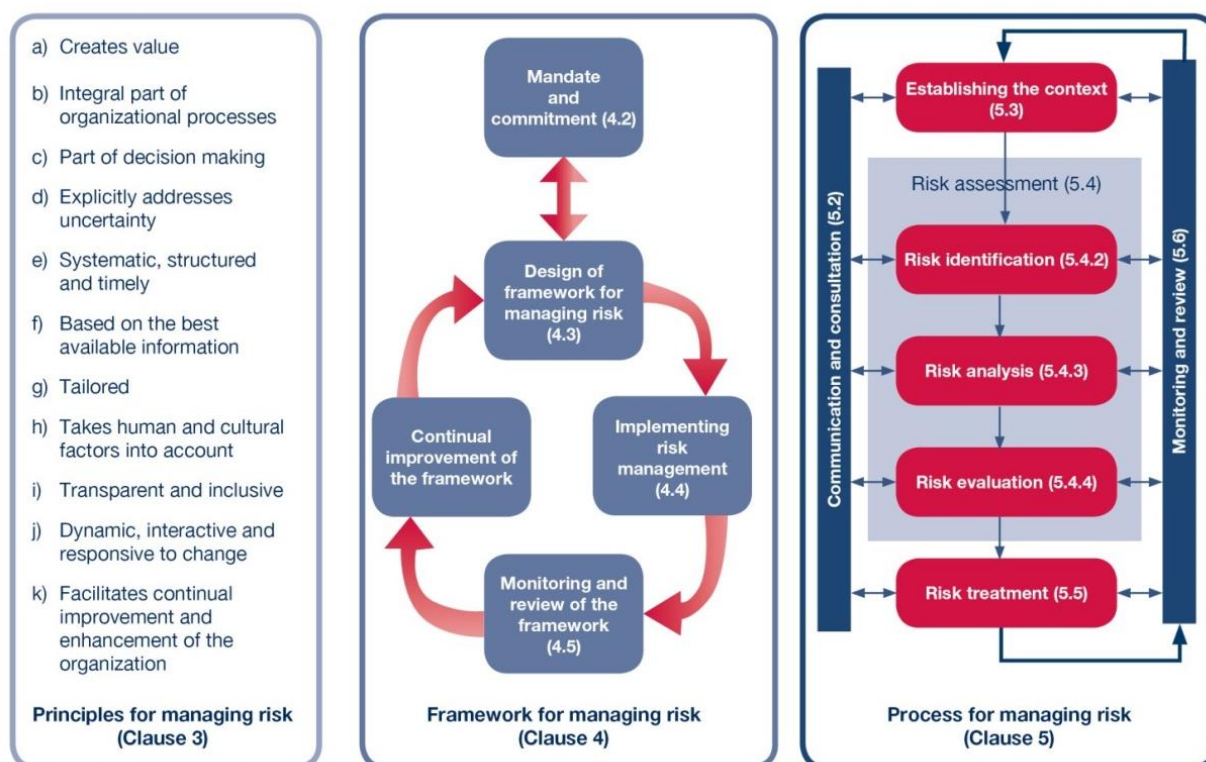 a) Creates value
b) Integral part of
organizational processes
c) Part of decision making
d) Explicitly addresses
uncertainty
e) Systematic, structured
and timely
f) Based on the best
available information
g) Tailored
h) Takes human and cultural
factors into account
i) Transparent and inclusive
j) Dynamic, interactive and
responsive to change
k) Facilitates continual
improvement and
enhancement of the
organization
Principles for managing risk
(Clause 3)
Mandate
and
commitment (4.2)
Design of
framework for
managing risk
(4.3)
Implementing
risk
management
(4.4)
Monitoring and
review of the
framework
(4.5)
Continual
improvement of
the framework
Framework for managing risk
(Clause 4)
Communication and consultation (5.2)
Establishing the context
(5.3)
Risk assessment (5.4)
Risk identification (5.4.2)
Risk analysis (5.4.3)
Risk evaluation (5.4.4)
Risk treatment (5.5)
Monitoring and review (5.6)
Process for managing risk
(Clause 5)